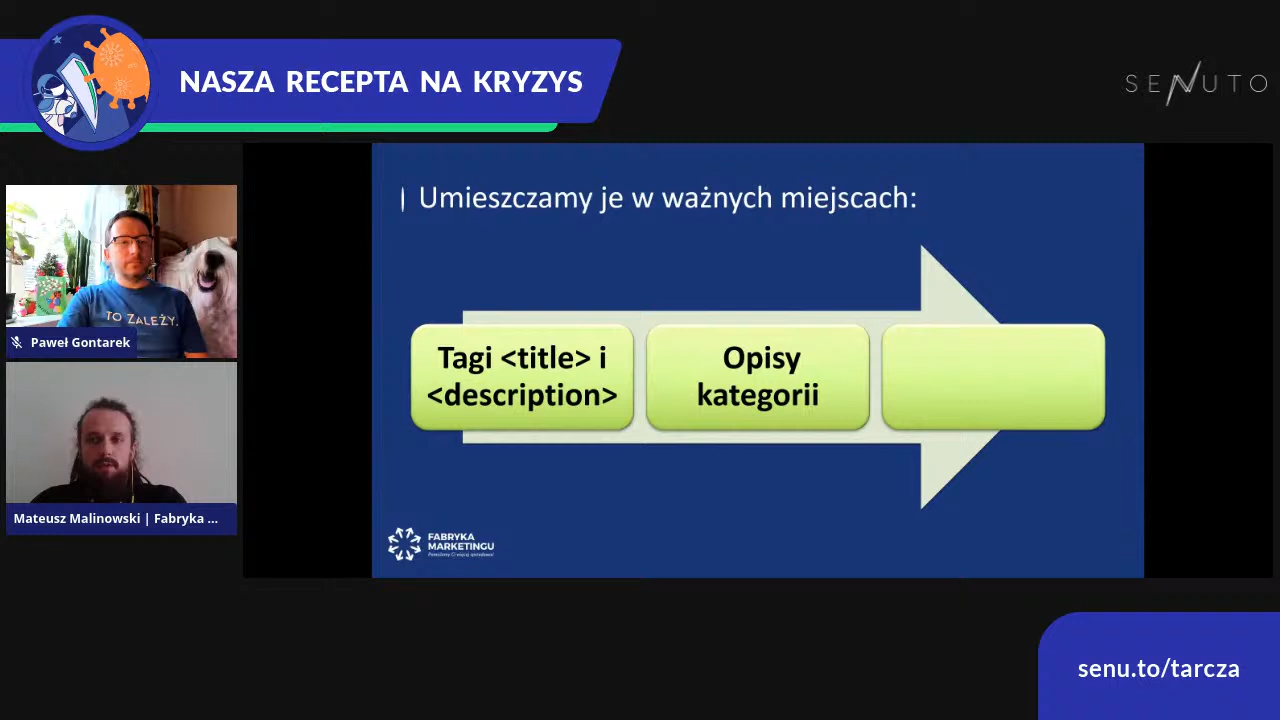 NASZA RECEPTA NA KRYZYS
SENUTO
TO ZALEŻY.
Paweł Gontarek
Mateusz Malinowski | Fabryka ...
Umieszczamy je w ważnych miejscach:
Tagi <title> i
<description>
Opisy
kategorii
FABRYKA
MARKETINGU
senu.to/tarcza